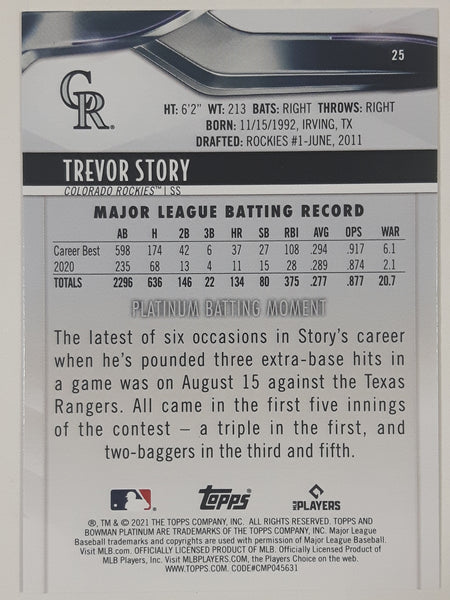 25
CR
HT: 6'2" WT: 213 BATS: RIGHT THROWS: RIGHT
BORN: 11/15/1992, IRVING, TX
DRAFTED: ROCKIES #1-JUNE, 2011
TREVOR STORY
COLORADO ROCKIES™ | SS
MAJOR LEAGUE BATTING RECORD
AB H 2B 3B HR SB RBI AVG OPS WAR
Career Best 598 174 42 6 37 27 108 .294 .917 6.1
2020 235 68 13 4 11 15 28 .289 .874 2.1
TOTALS 2296 636 146 22 134 80 375 .277 .877 20.7
PLATINUM BATTING MOMENT
The latest of six occasions in Story's career
when he's pounded three extra-base hits in
a game was on August 15 against the Texas
Rangers. All came in the first five innings
of the contest – a triple in the first, and
two-baggers in the third and fifth.
Topps
MLB PLAYERS
®, TM & © 2021 THE TOPPS COMPANY, INC. ALL RIGHTS RESERVED. TOPPS AND
BOWMAN PLATINUM ARE TRADEMARKS OF THE TOPPS COMPANY, INC. Major League
Baseball trademarks and copyrights are used with permission of Major League Baseball.
Visit MLB.com. OFFICIALLY LICENSED PRODUCT OF MLB. Officially Licensed Product of
MLB Players, Inc. Visit MLBPLAYERS.com, the Players Choice on the web.
WWW.TOPPS.COM. CODE#CMP045631